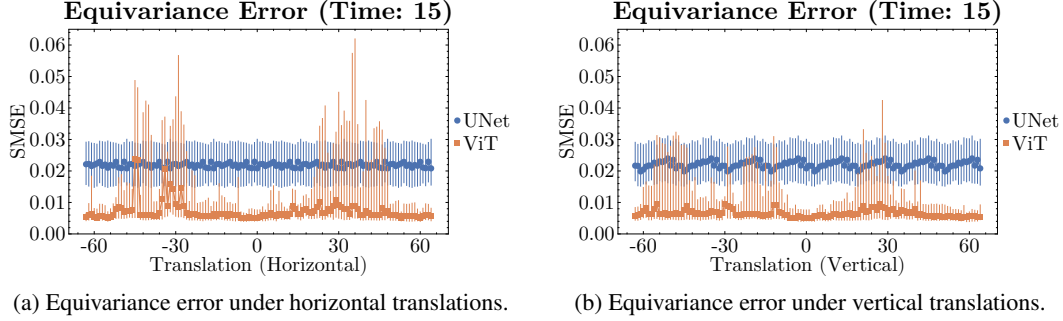 Equivariance Error (Time: 15)
0.06
0.05
0.04
0.03
0.02
0.01
0.00
SMSE
-60 -30 0 30 60
Translation (Horizontal)
UNet
ViT
(a) Equivariance error under horizontal translations.
Equivariance Error (Time: 15)
0.06
0.05
0.04
0.03
0.02
0.01
0.00
SMSE
-60 -30 0 30 60
Translation (Vertical)
UNet
ViT
(b) Equivariance error under vertical translations.